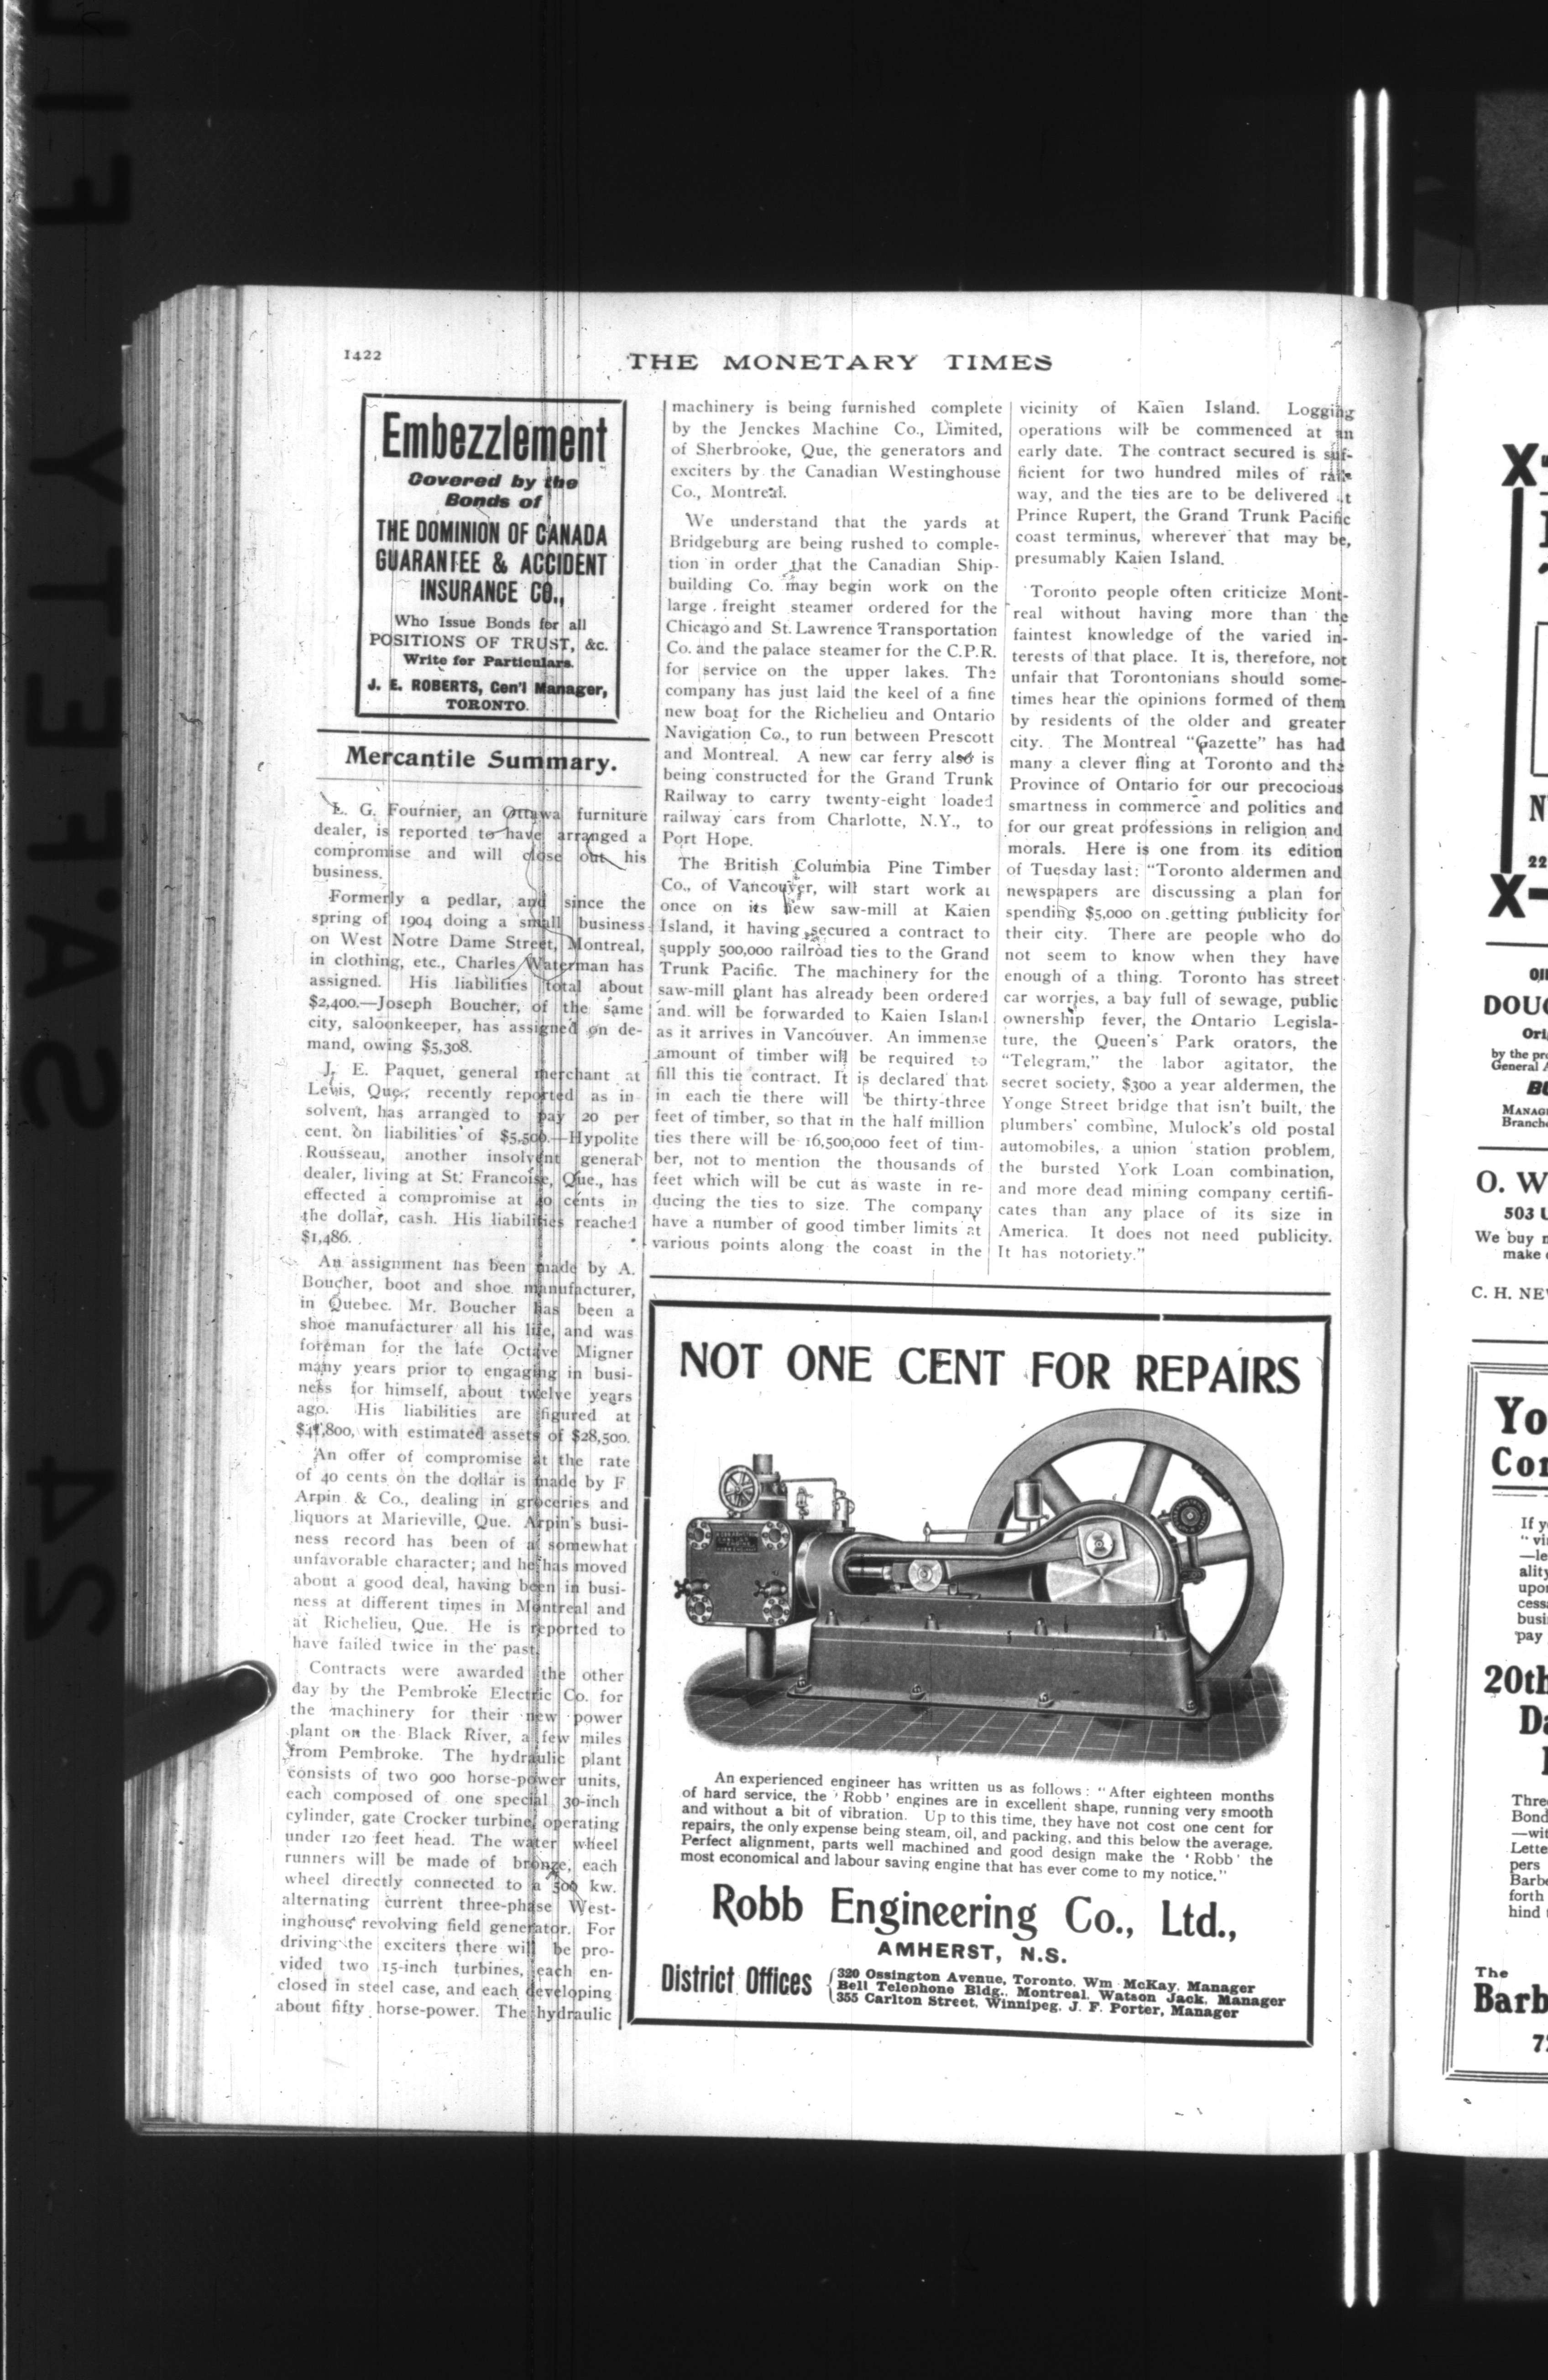 1422
THE MONETARY TIMES
Embezzlement
Covered by the
Bonds of
THE DOMINION OF CANADA
GUARANTEE & ACCIDENT
INSURANCE CO.,
Who Issue Bonds for all
POSITIONS OF TRUST, &c.
Write for Particulars.
J. E. ROBERTS, Gen'l Manager,
TORONTO.
Mercantile Summary.
L. G. Fournier, an Ottawa furniture
dealer, is reported to have arranged a
compromise and will close out his
business.
Formerly a pedlar, and since the
spring of 1904 doing a small business
on West Notre Dame Street, Montreal,
in clothing, etc., Charles Waterman has
assigned. His liabilities total about
$2,400.—Joseph Boucher, of the same
city, saloonkeeper, has assigned on de-
mand, owing $5,308.
J. E. Paquet, general merchant at
Levis, Que., recently reported as in-
solvent, has arranged to pay 20 per
cent. on liabilities of $5,500.—Hypolite
Rousseau, another insolvent general
dealer, living at St. Francoise, Que., has
effected a compromise at 40 cents in
the dollar, cash. His liabilities reached
$1,486.
An assignment has been made by A.
Boucher, boot and shoe manufacturer,
in Quebec. Mr. Boucher has been a
shoe manufacturer all his life, and was
foreman for the late Octave Migner
many years prior to engaging in busi-
ness for himself, about twelve years
ago. His liabilities are figured at
with estimated assets of $28,500.
An offer of compromise at the rate
of 40 cents on the dollar is made by F
Arpin & Co., dealing in groceries and
liquors at Marieville, Que. Arpin's busi-
ness record has been of a somewhat
unfavorable character; and he has moved
about a good deal, having been in busi-
ness at different times in Montreal and
at Richelieu, Que. He is reported to
have failed twice in the past.
Contracts were awarded the other
day by the Pembroke Electric Co. for
the machinery for their new power
plant on the Black River, a few miles
from Pembroke. The hydraulic plant
consists of two 900 horse-power units,
each composed of one special 30-inch
cylinder, gate Crocker turbine, operating
under 120 feet head. The water wheel
runners will be made of bronze, each
wheel directly connected to a 500 kw.
alternating current three-phase West-
inghouse revolving field generator. For
driving the exciters there will be pro-
vided two 15-inch turbines, each en-
closed in steel case, and each developing
about fifty horse-power. The hydraulic
machinery is being furnished complete
by the Jenckes Machine Co., Limited,
of Sherbrooke, Que, the generators and
exciters by the Canadian Westinghouse
Co., Montreal.
We understand that the yards at
Bridgeburg are being rushed to comple-
tion in order that the Canadian Ship-
building Co. may begin work on the
large freight steamer ordered for the
Chicago and St. Lawrence Transportation
Co. and the palace steamer for the C.P.R.
for service on the upper lakes. The
company has just laid the keel of a fine
new boat for the Richelieu and Ontario
Navigation Co., to run between Prescott
and Montreal. A new car ferry also is
being constructed for the Grand Trunk
Railway to carry twenty-eight loaded
railway cars from Charlotte, N.Y., to
Port Hope.
The British Columbia Pine Timber
Co., of Vancouver, will start work at
once on its new saw-mill at Kaien
Island, it having secured a contract to
supply 500,000 railroad ties to the Grand
Trunk Pacific. The machinery for the
saw-mill plant has already been ordered
and will be forwarded to Kaien Island
as it arrives in Vancouver. An immense
amount of timber will be required to
fill this tie contract. It is declared that
in each tie there will be thirty-three
feet of timber, so that in the half million
ties there will be 16,500,000 feet of tim-
ber, not to mention the thousands of
feet which will be cut as waste in re-
ducing the ties to size. The company
have a number of good timber limits at
various points along the coast in the
vicinity of Kaien Island. Logging
operations will be commenced at an
early date. The contract secured is suf-
ficient for two hundred miles of rail-
way, and the ties are to be delivered at
Prince Rupert, the Grand Trunk Pacific
coast terminus, wherever that may be,
presumably Kaien Island.
Toronto people often criticize Mont-
real without having more than the
faintest knowledge of the varied in-
terests of that place. It is, therefore, not
unfair that Torontonians should some-
times hear the opinions formed of them
by residents of the older and greater
city. The Montreal "Gazette" has had
many a clever fling at Toronto and the
Province of Ontario for our precocious
smartness in commerce and politics and
for our great professions in religion and
morals. Here is one from its edition
of Tuesday last: "Toronto aldermen and
newspapers are discussing a plan for
spending $5,000 on getting publicity for
their city. There are people who do
not seem to know when they have
enough of a thing. Toronto has street
car worries, a bay full of sewage, public
ownership fever, the Ontario Legisla-
ture, the Queen's Park orators, the
"Telegram," the labor agitator, the
secret society, $300 a year aldermen, the
Yonge Street bridge that isn't built, the
plumbers' combine, Mulock's old postal
automobiles, a union station problem,
the bursted York Loan combination,
and more dead mining company certifi-
cates than any place of its size in
America. It does not need publicity.
It has notoriety."
NOT ONE CENT FOR REPAIRS
An experienced engineer has written us as follows: "After eighteen months
of hard service, the 'Robb' engines are in excellent shape, running very smooth
and without a bit of vibration. Up to this time, they have not cost one cent for
repairs, the only expense being steam, oil, and packing, and this below the average.
Perfect alignment, parts well machined and good design make the 'Robb' the
most economical and labour saving engine that has ever come to my notice."
Robb Engineering Co., Ltd.,
AMHERST, N.S.
District Offices
320 Ossington Avenue, Toronto, Wm McKay, Manager
Bell Telephone Bldg., Montreal, Watson Jack, Manager
355 Carlton Street, Winnipeg, J. F. Porter, Manager
22
DOUG
by the pr
General A
MANAG
Branch
O. W
503 U
We buy
make
C. H. NE
Yo
Con
If y
"vi
—le
ality
upon
cess
busi
pay
20th
Da
Three
Bond
—wit
Lette
pers
Barbe
forth
hind
The
Barb
SAFETY
42